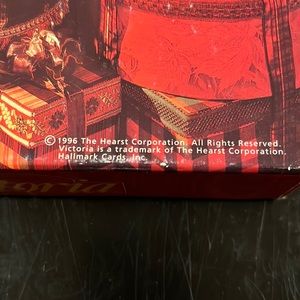 © 1996 The Hearst Corporation. All Rights Reserved.
Victoria is a trademark of The Hearst Corporation.
Hallmark Cards, Inc.